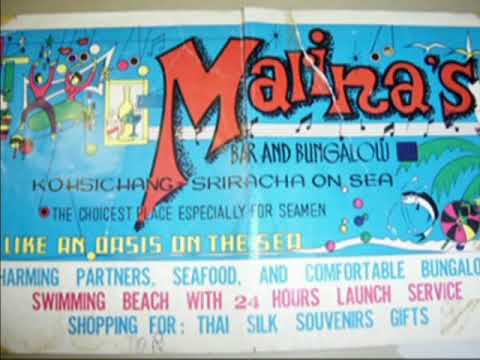 Malina's
BAR AND BUNGALOW
KOHSICHANG - SRIRACHA ON SEA
THE CHOICEST PLACE ESPECIALLY FOR SEAMEN
LIKE AN OASIS ON THE SEA
HARMING PARTNERS, SEAFOOD, AND COMFORTABLE BUNGALO
SWIMMING BEACH WITH 24 HOURS LAUNCH SERVICE
SHOPPING FOR: THAI SILK SOUVENIRS GIFTS